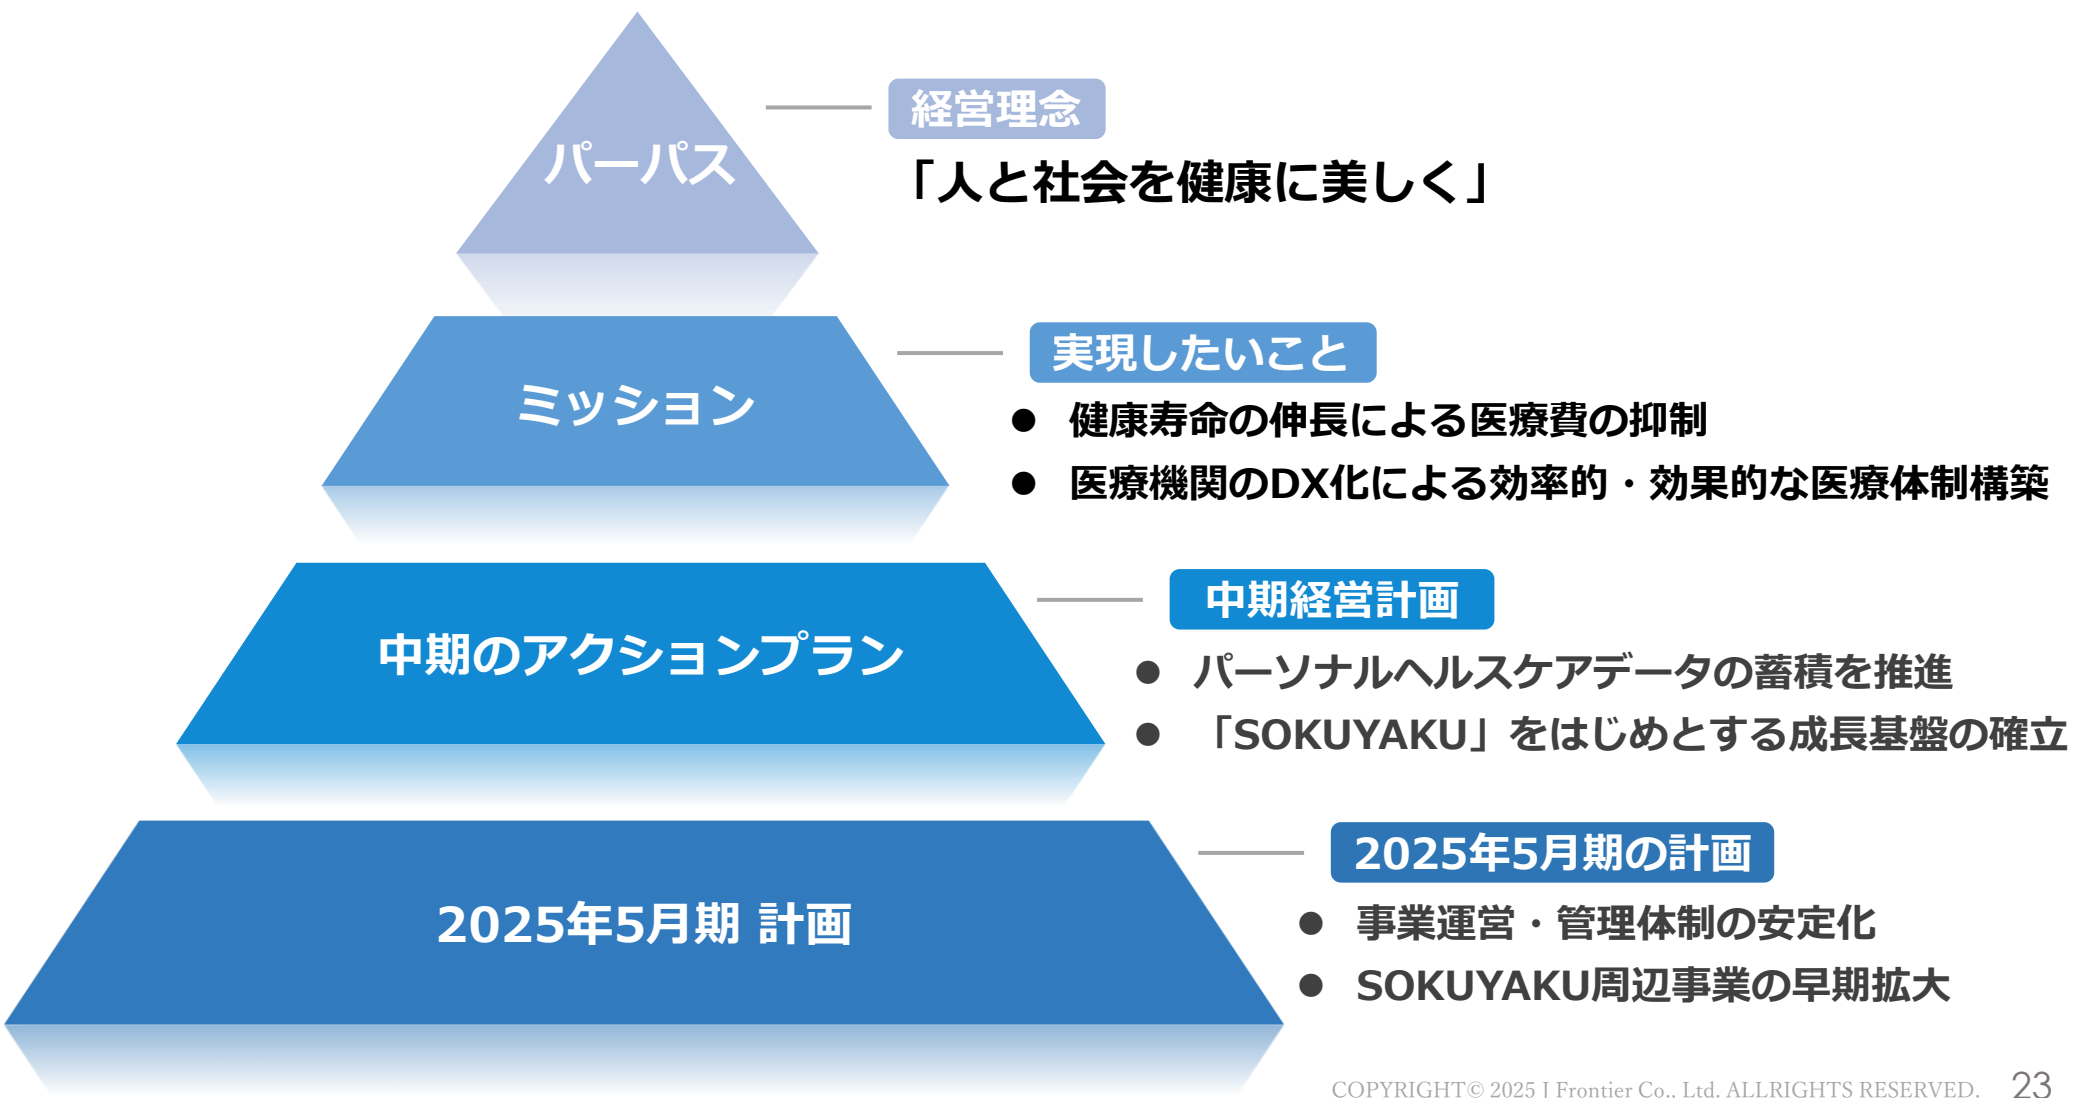 パーパス
経営理念
「人と社会を健康に美しく」
ミッション
実現したいこと
● 健康寿命の伸長による医療費の抑制
● 医療機関のDX化による効率的・効果的な医療体制構築
中期のアクションプラン
中期経営計画
● パーソナルヘルスケアデータの蓄積を推進
● 「SOKUYAKU」をはじめとする成長基盤の確立
2025年5月期 計画
2025年5月期の計画
● 事業運営・管理体制の安定化
● SOKUYAKU周辺事業の早期拡大
COPYRIGHT© 2025 J Frontier Co., Ltd. ALLRIGHTS RESERVED. 23